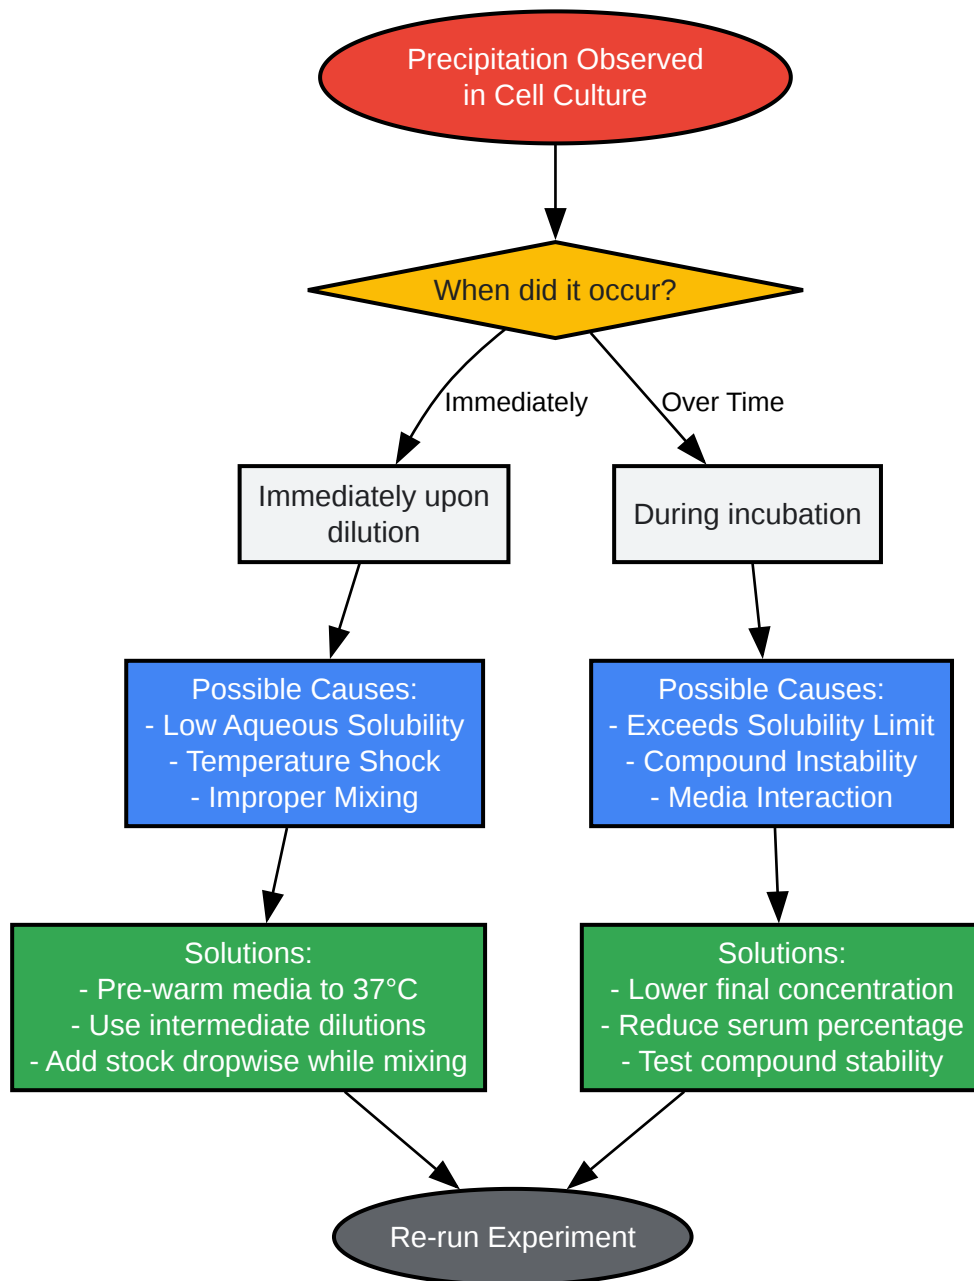 Precipitation Observed
in Cell Culture
When did it occur?
Immediately
Over Time
Immediately upon
dilution
During incubation
Possible Causes:
- Low Aqueous Solubility
- Temperature Shock
- Improper Mixing
Possible Causes:
- Exceeds Solubility Limit
- Compound Instability
- Media Interaction
Solutions:
- Pre-warm media to 37°C
- Use intermediate dilutions
- Add stock dropwise while mixing
Solutions:
- Lower final concentration
- Reduce serum percentage
- Test compound stability
Re-run Experiment